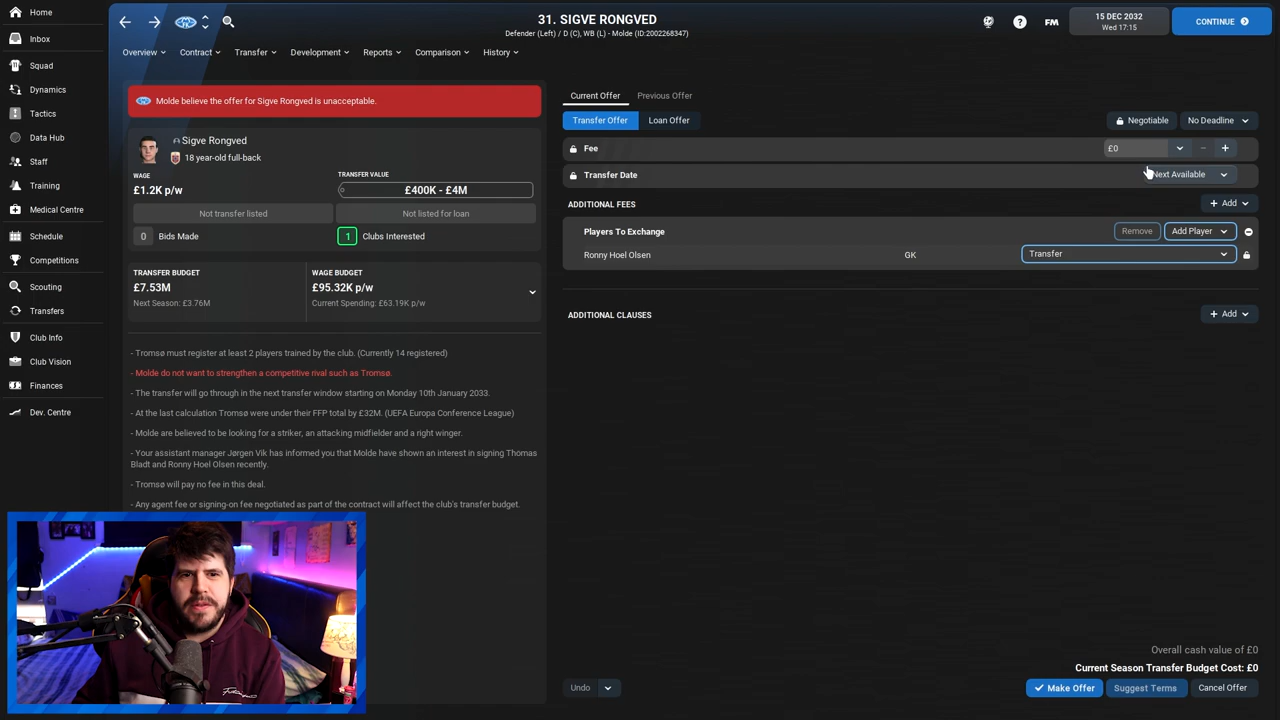 Home
Inbox
Squad
Dynamics
Tactics
Data Hub
Staff
Training
Medical Centre
Schedule
Competitions
Scouting
Transfers
Club Info
Club Vision
Finances
Dev. Centre
31. SIGVE RONGVED
Defender (Left) / D (C), WB (L) - Molde (ID:2002268347)
FM
15 DEC 2032
Wed 17:15
CONTINUE
Overview
Contract
Transfer
Development
Reports
Comparison
History
Molde believe the offer for Sigve Rongved is unacceptable.
Sigve Rongved
18 year-old full-back
WAGE
£1.2K p/w
TRANSFER VALUE
£400K - £4M
Not transfer listed
Not listed for loan
0 Bids Made
1 Clubs Interested
TRANSFER BUDGET
£7.53M
Next Season: £3.76M
WAGE BUDGET
£95.32K p/w
Current Spending: £63.19K p/w
- Tromsø must register at least 2 players trained by the club. (Currently 14 registered)
- Molde do not want to strengthen a competitive rival such as Tromsø.
- The transfer will go through in the next transfer window starting on Monday 10th January 2033.
- At the last calculation Tromsø were under their FFP total by £32M. (UEFA Europa Conference League)
- Molde are believed to be looking for a striker, an attacking midfielder and a right winger.
- Your assistant manager Jørgen Vik has informed you that Molde have shown an interest in signing Thomas
Bladt and Ronny Hoel Olsen recently.
- Tromsø will pay no fee in this deal.
- Any agent fee or signing-on fee negotiated as part of the contract will affect the club's transfer budget.
Current Offer
Previous Offer
Transfer Offer
Loan Offer
Negotiable
No Deadline
Fee
£0
Transfer Date
Next Available
ADDITIONAL FEES
+ Add
Players To Exchange
Remove
Add Player
Ronny Hoel Olsen
GK
Transfer
ADDITIONAL CLAUSES
+ Add
Overall cash value of £0
Current Season Transfer Budget Cost: £0
Undo
Make Offer
Suggest Terms
Cancel Offer